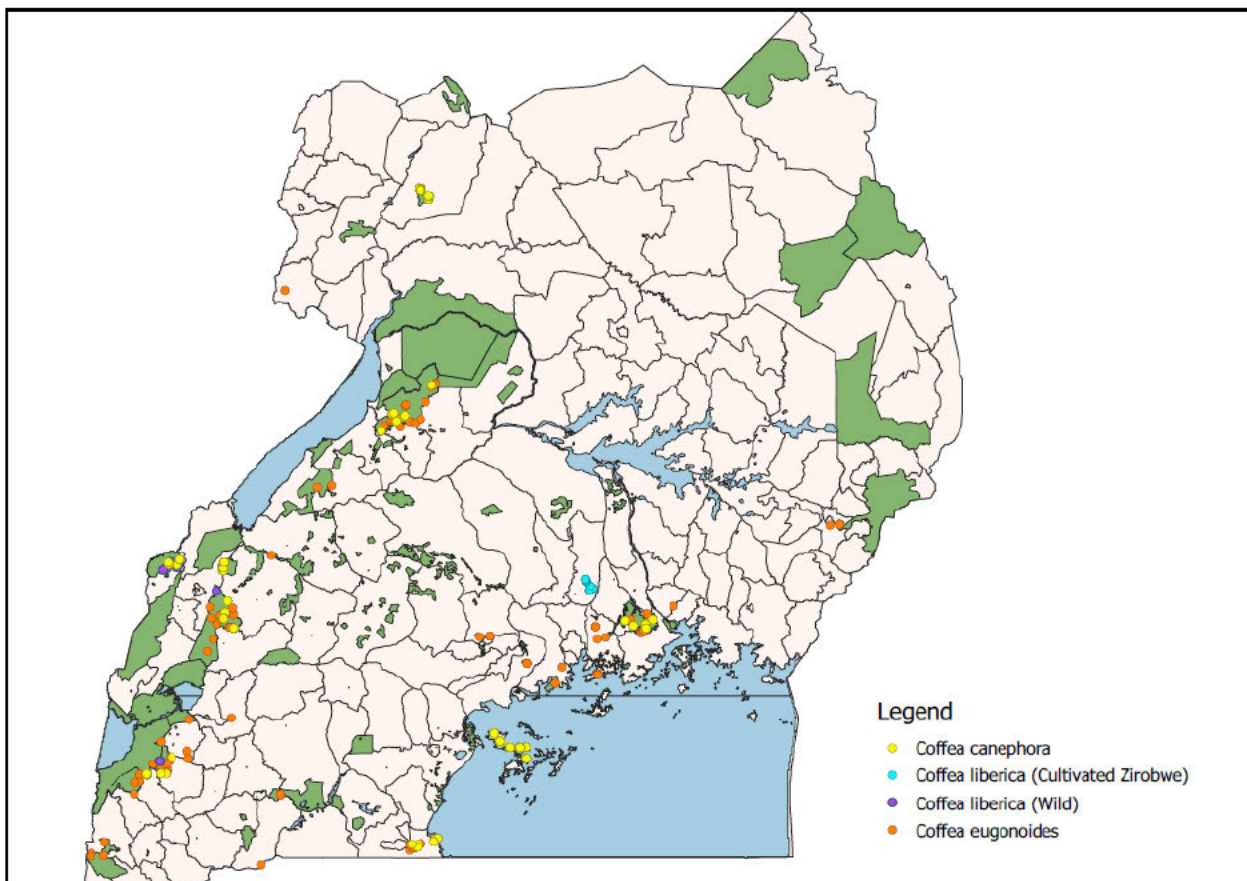 Legend
Coffea canephora
Coffea liberica (Cultivated Zirobwe)
Coffea liberica (Wild)
Coffea eugonoides